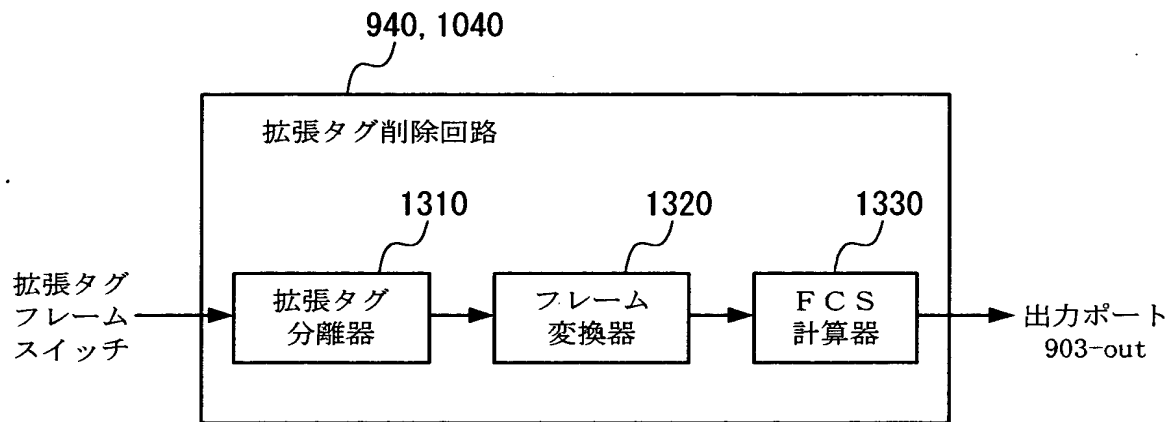 940, 1040
拡張タグ削除回路
1310
1320
1330
拡張タグ
フレーム
スイッチ
拡張タグ
分離器
フレーム
変換器
FCS
計算器
出力ポート
903-out